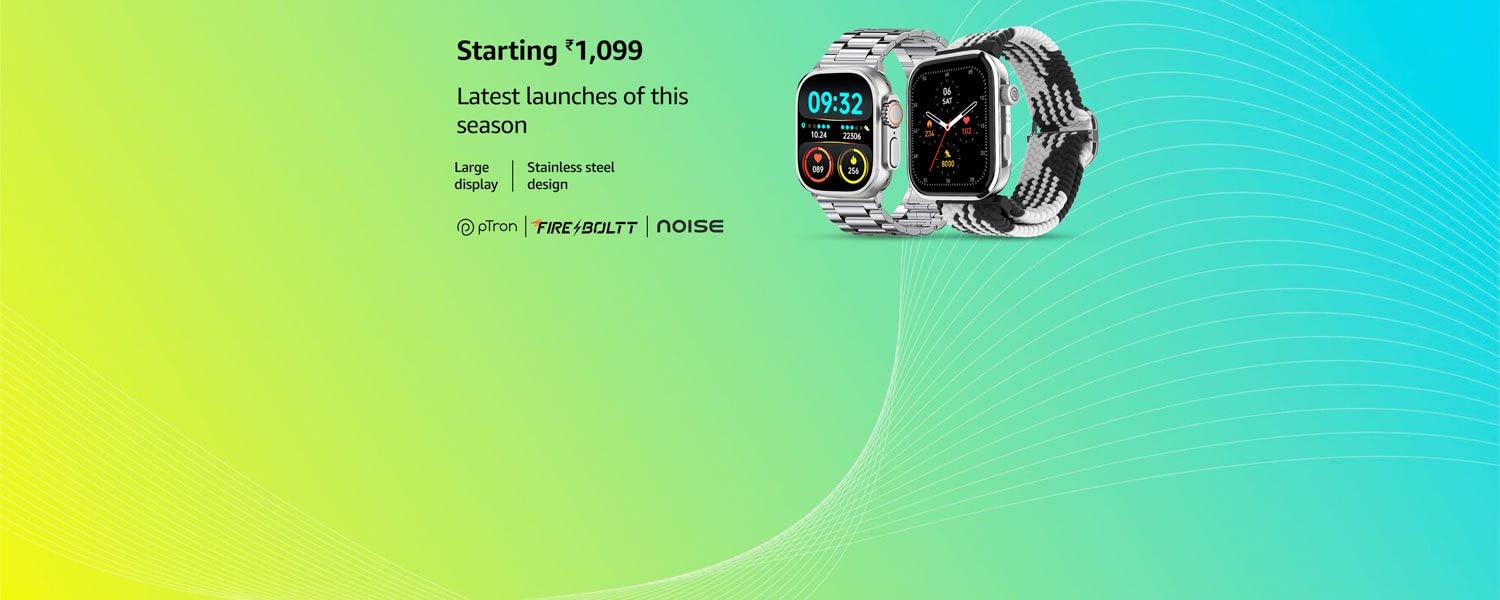 Starting ₹1,099
Latest launches of this
season
Large
display
Stainless steel
design
pTron
FIRE BOLTT
NOISE
09:32
10.24 22306
089 256
06
SAT
234 102
8000